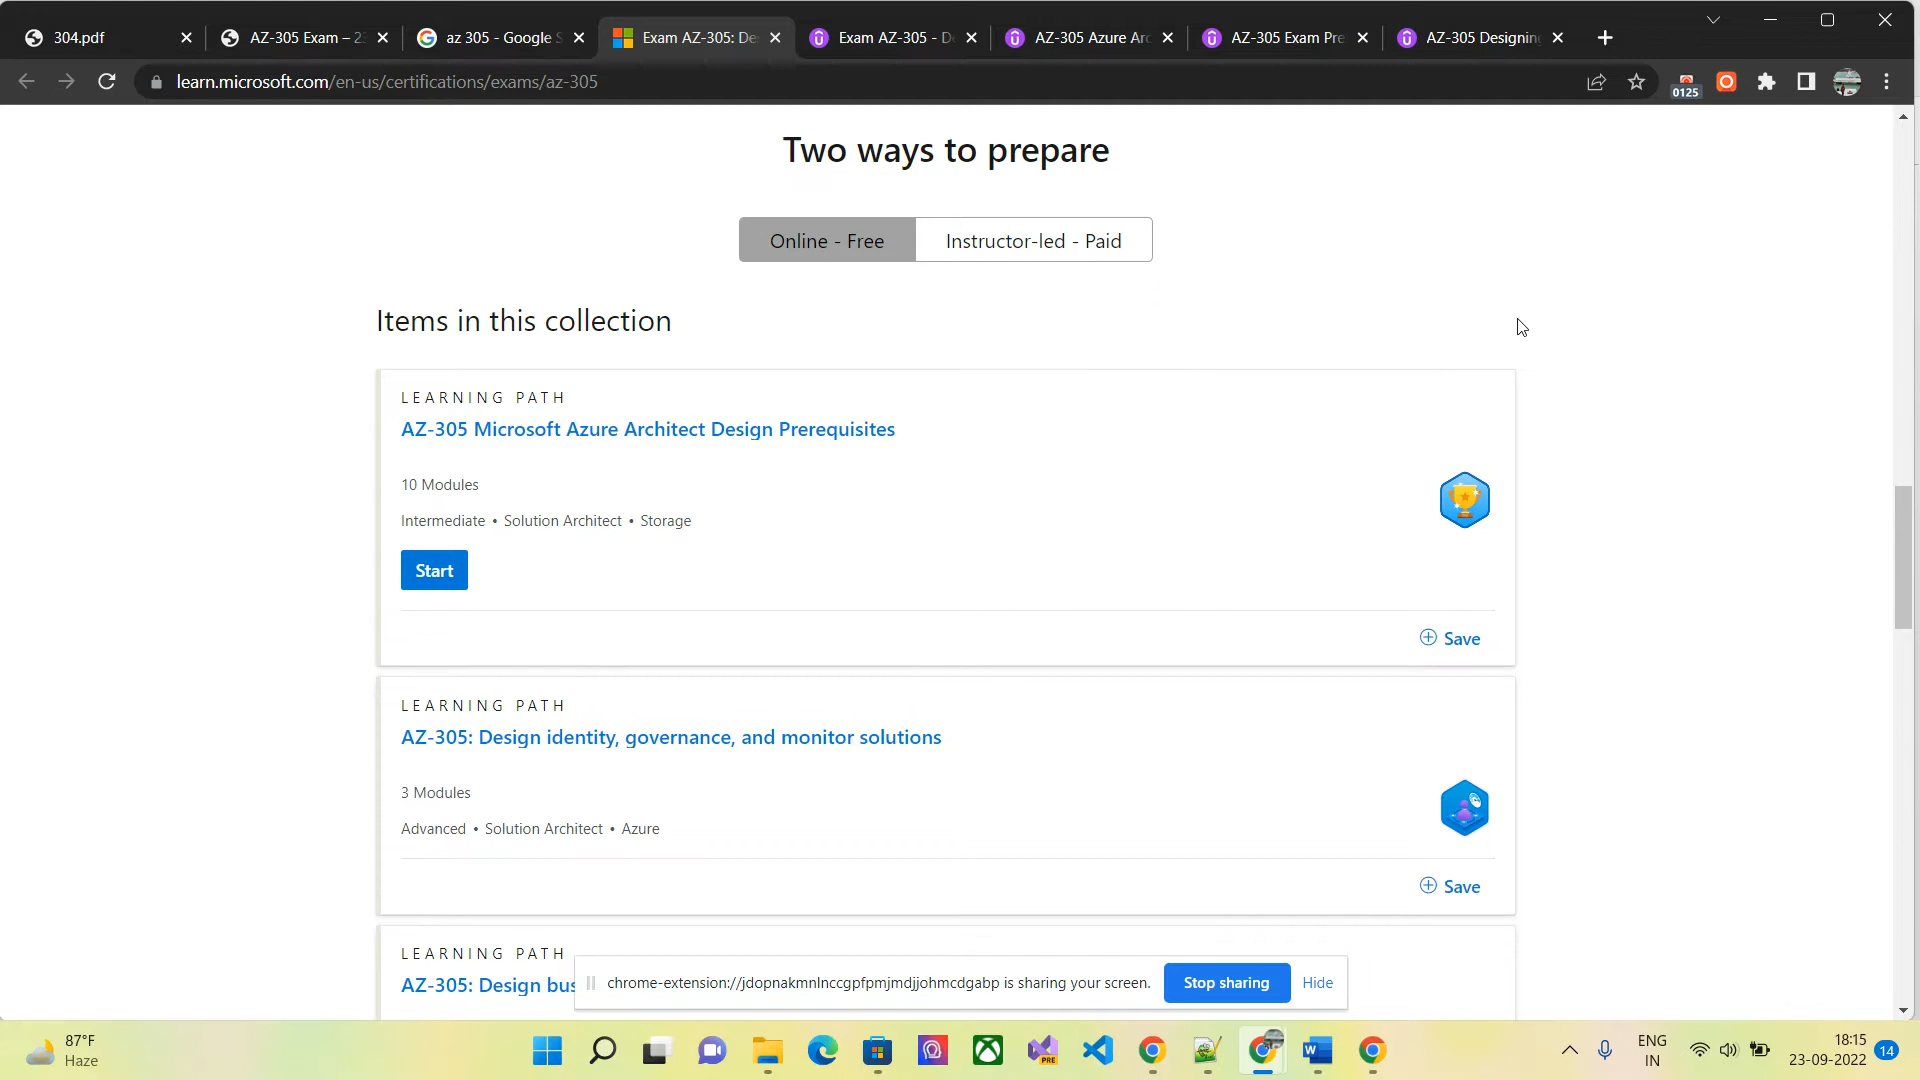 304.pdf
AZ-305 Exam – 2
az 305 - Google S
Exam AZ-305: De
Exam AZ-305 - D
AZ-305 Azure Arc
AZ-305 Exam Pre
AZ-305 Designin
learn.microsoft.com/en-us/certifications/exams/az-305
0125
Two ways to prepare
Online - Free
Instructor-led - Paid
Items in this collection
LEARNING PATH
AZ-305 Microsoft Azure Architect Design Prerequisites
10 Modules
Intermediate • Solution Architect • Storage
Start
Save
LEARNING PATH
AZ-305: Design identity, governance, and monitor solutions
3 Modules
Advanced • Solution Architect • Azure
Save
LEARNING PATH
AZ-305: Design bus
chrome-extension://jdopnakmnlnccgpfpmjmdjjohmcdgabp is sharing your screen.
Stop sharing
Hide
87°F
Haze
PRE
ENG
IN
18:15
23-09-2022
14